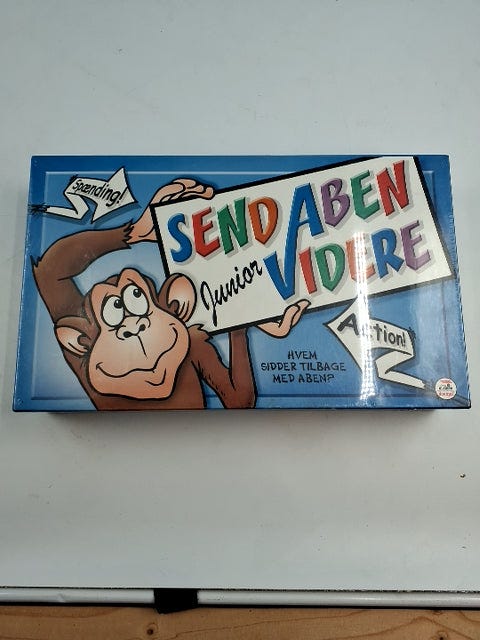 Spænding!
SEND ABEN
Junior VIDERE
Action!
HVEM
SIDDER TILBAGE
MED ABEN?